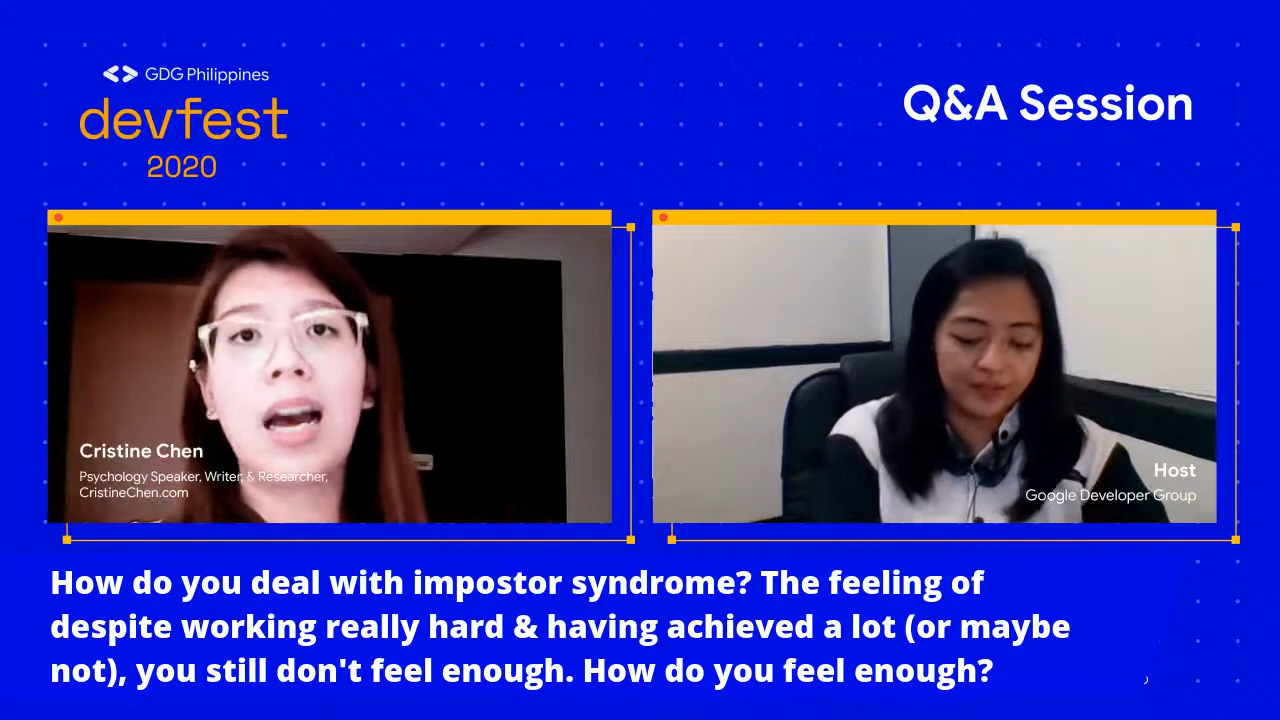 GDG Philippines
devfest
2020
Q&A Session
Cristine Chen
Psychology Speaker, Writer, & Researcher,
CristineChen.com
Host
Google Developer Group
How do you deal with impostor syndrome? The feeling of
despite working really hard & having achieved a lot (or maybe
not), you still don't feel enough. How do you feel enough?